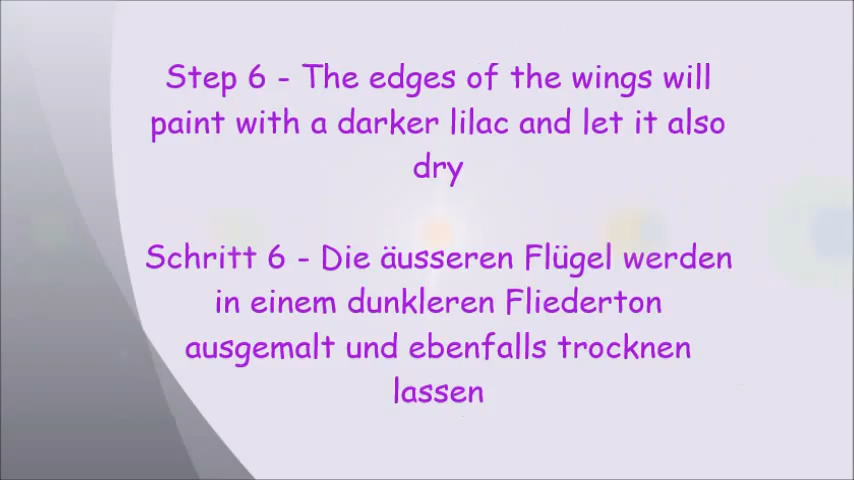 Step 6 - The edges of the wings will
paint with a darker lilac and let it also
dry
Schritt 6 - Die äusseren Flügel werden
in einem dunkleren Fliederton
ausgemalt und ebenfalls trocknen
lassen